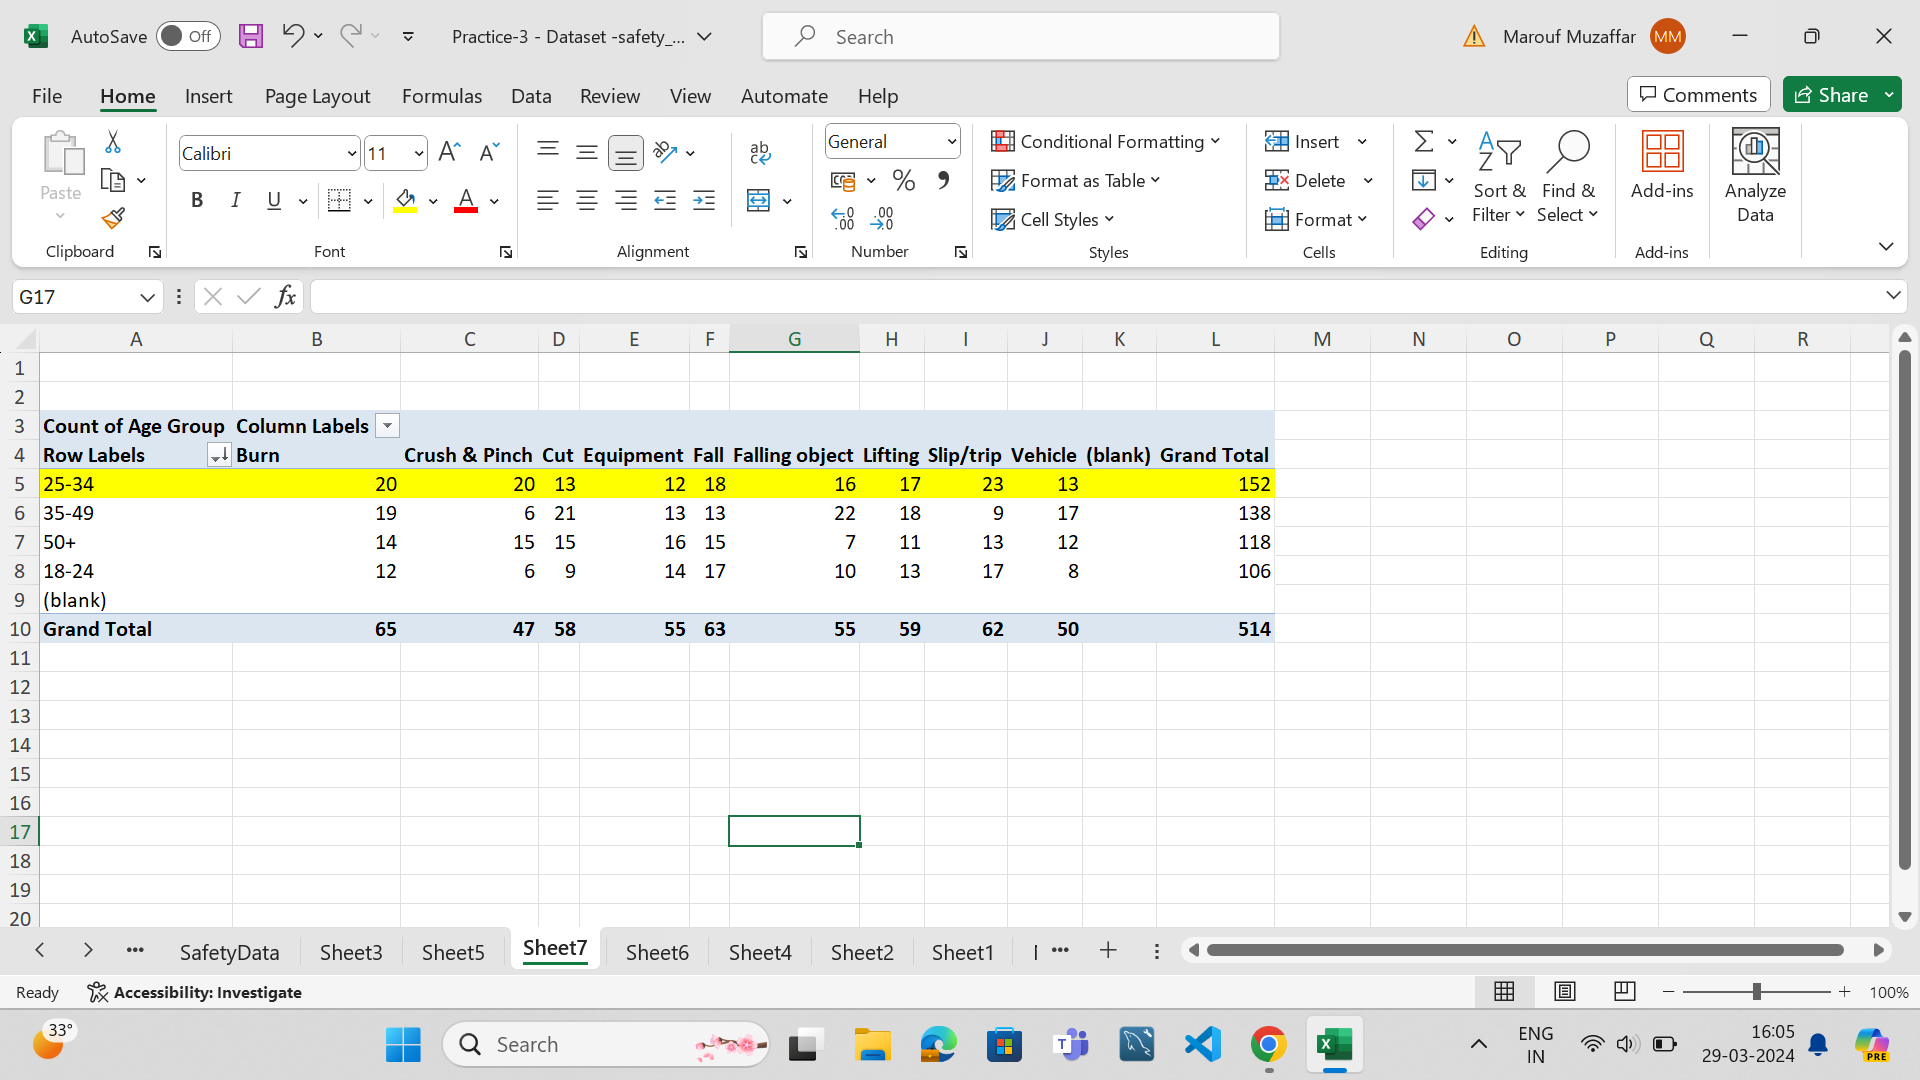 AutoSave Off Practice-3 - Dataset -safety_... Search Marouf Muzaffar MM
File Home Insert Page Layout Formulas Data Review View Automate Help Comments Share
Paste Calibri 11 B I U ab General % Conditional Formatting Format as Table Cell Styles Insert Delete Format Sort & Filter Find & Select Add-ins Analyze Data
Clipboard Font Alignment Number Styles Cells Editing Add-ins
G17 fx
A B C D E F G H I J K L M N O P Q R
1
2
3 Count of Age Group Column Labels
4 Row Labels Burn Crush & Pinch Cut Equipment Fall Falling object Lifting Slip/trip Vehicle (blank) Grand Total
5 25-34 20 20 13 12 18 16 17 23 13 152
6 35-49 19 6 21 13 13 22 18 9 17 138
7 50+ 14 15 15 16 15 7 11 13 12 118
8 18-24 12 6 9 14 17 10 13 17 8 106
9 (blank)
10 Grand Total 65 47 58 55 63 55 59 62 50 514
11
12
13
14
15
16
17
18
19
20
SafetyData Sheet3 Sheet5 Sheet7 Sheet6 Sheet4 Sheet2 Sheet1
Ready Accessibility: Investigate 100%
33° Search ENG 16:05
IN 29-03-2024 PRE